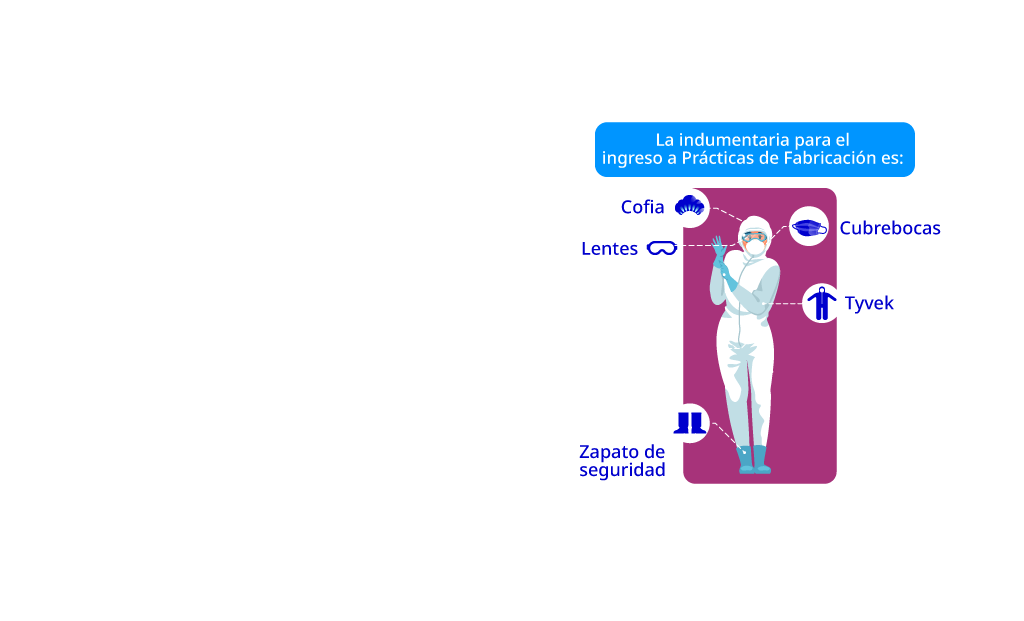 La indumentaria para el
ingreso a Prácticas de Fabricación es:
Cofia
Cubrebocas
Lentes
Tyvek
Zapato de
seguridad